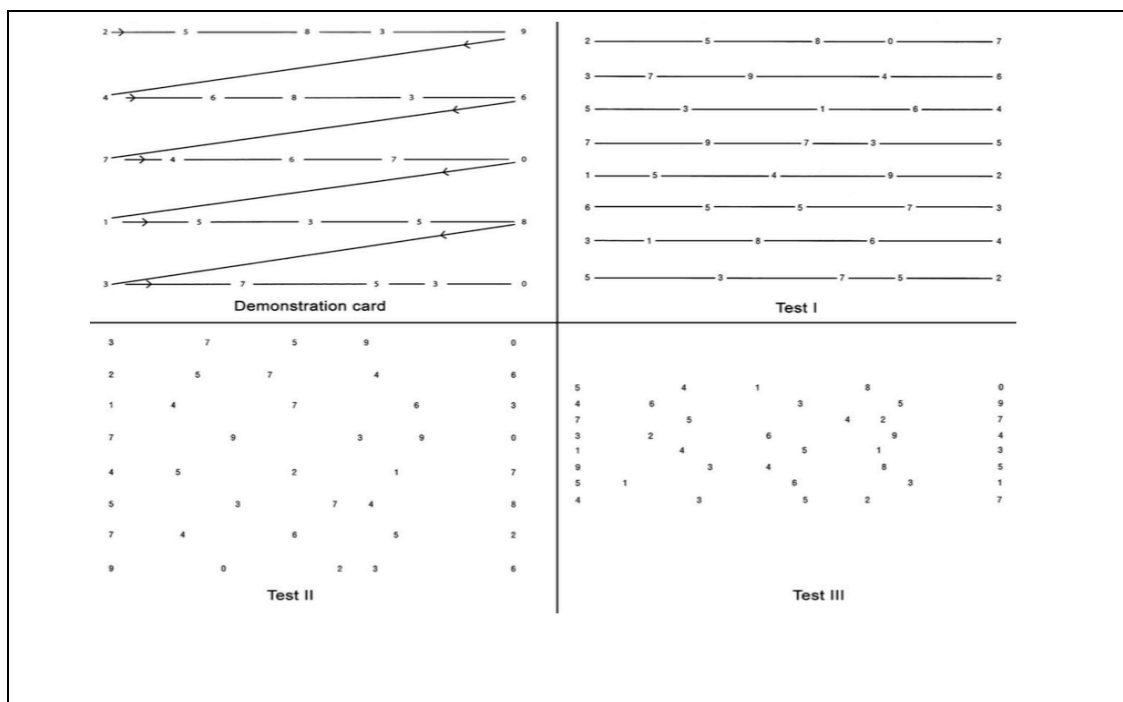 2 5 8 3 9
4 6 8 3 6
7 4 6 7 0
1 5 3 5 8
3 7 5 3 0
Demonstration card
2 5 8 0 7
3 7 9 4 6
5 3 1 6 4
7 9 7 3 5
1 5 4 9 2
6 5 5 7 3
3 1 8 6 4
5 3 7 5 2
Test I
3 7 5 9 0
2 5 7 4 6
1 4 7 6 3
7 9 3 9 0
4 5 2 1 7
5 3 7 4 8
7 4 6 5 2
9 0 2 3 6
Test II
5 4 1 8 0
4 6 3 5 9
7 5 4 2 7
3 2 6 9 4
1 4 5 1 3
9 3 4 8 5
5 1 6 3 1
4 3 5 2 7
Test III